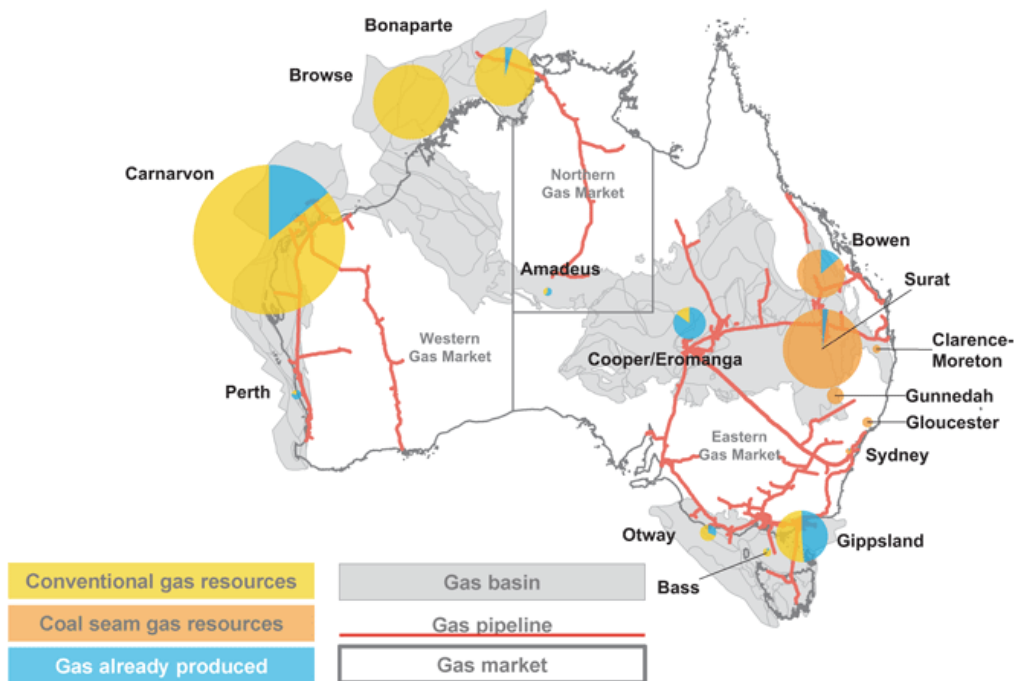 Bonaparte
Browse
Carnarvon
Northern
Gas Market
Bowen
Amadeus
Surat
Western
Gas Market
Cooper/Eromanga
Clarence-
Moreton
Perth
Gunnedah
Gloucester
Eastern
Gas Market
Sydney
Otway
Gippsland
Bass
Conventional gas resources
Gas basin
Coal seam gas resources
Gas pipeline
Gas already produced
Gas market